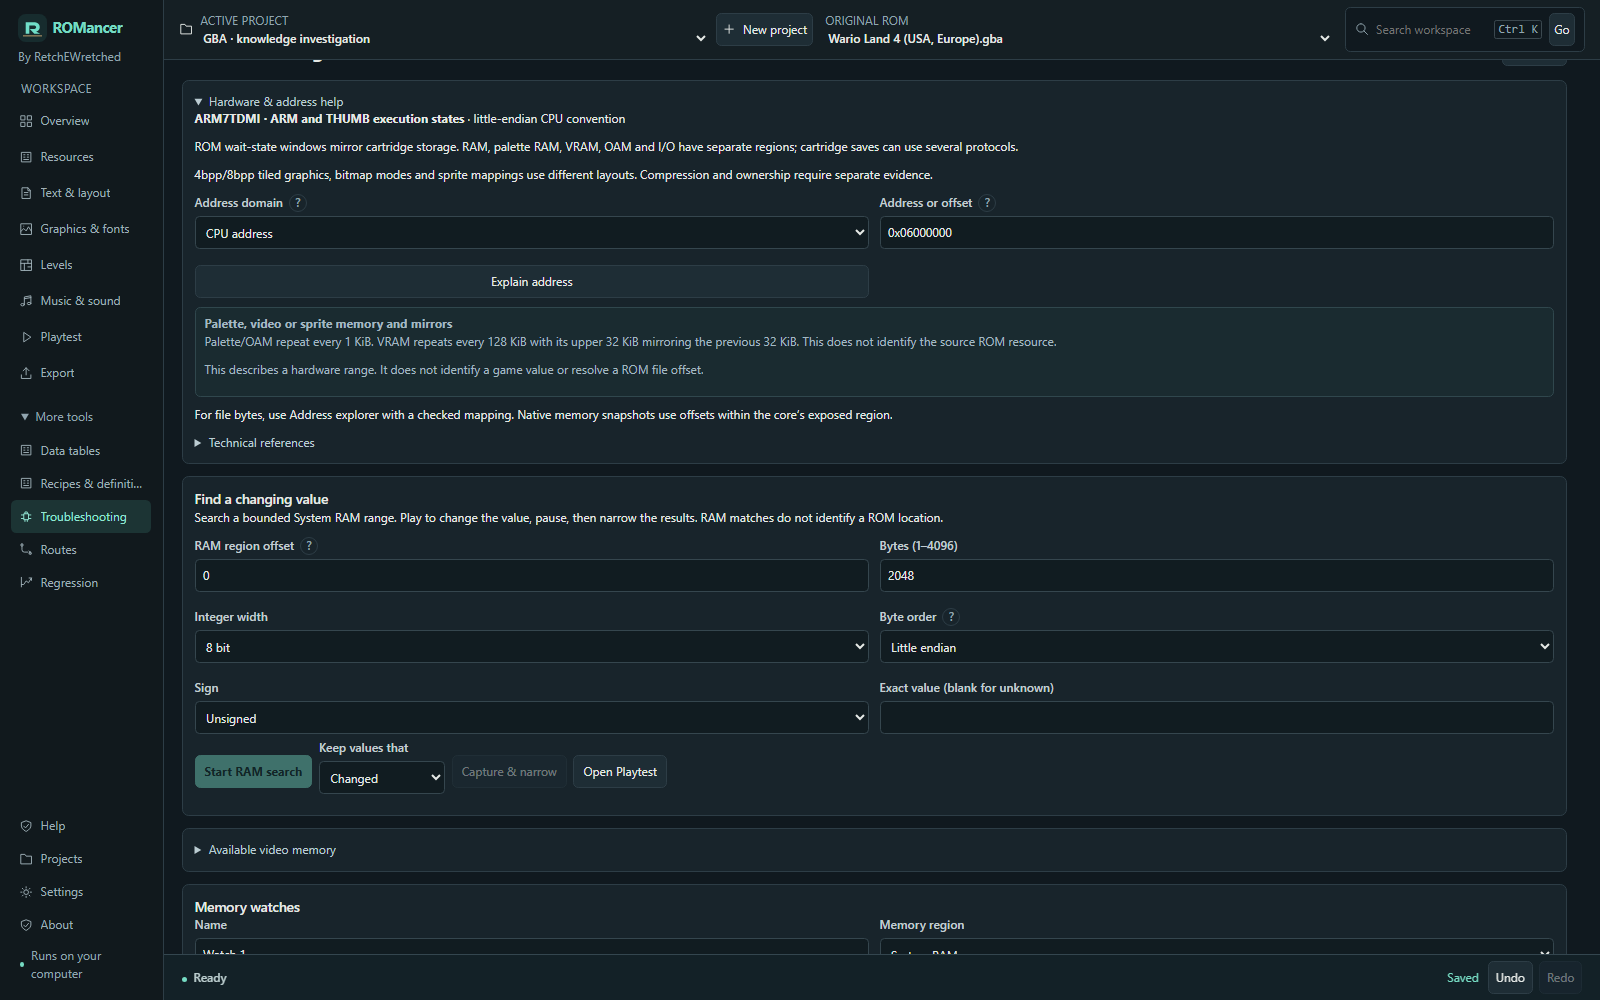 ROMancer
By RetchEWretched
WORKSPACE
Overview
Resources
Text & layout
Graphics & fonts
Levels
Music & sound
Playtest
Export
More tools
Data tables
Recipes & definiti...
Troubleshooting
Routes
Regression
Help
Projects
Settings
About
Runs on your
computer
ACTIVE PROJECT
GBA · knowledge investigation
New project
ORIGINAL ROM
Wario Land 4 (USA, Europe).gba
Search workspace
Ctrl K
Go
Hardware & address help
ARM7TDMI · ARM and THUMB execution states · little-endian CPU convention
ROM wait-state windows mirror cartridge storage. RAM, palette RAM, VRAM, OAM and I/O have separate regions; cartridge saves can use several protocols.
4bpp/8bpp tiled graphics, bitmap modes and sprite mappings use different layouts. Compression and ownership require separate evidence.
Address domain ?
CPU address
Address or offset ?
0x06000000
Explain address
Palette, video or sprite memory and mirrors
Palette/OAM repeat every 1 KiB. VRAM repeats every 128 KiB with its upper 32 KiB mirroring the previous 32 KiB. This does not identify the source ROM resource.
This describes a hardware range. It does not identify a game value or resolve a ROM file offset.
For file bytes, use Address explorer with a checked mapping. Native memory snapshots use offsets within the core's exposed region.
Technical references
Find a changing value
Search a bounded System RAM range. Play to change the value, pause, then narrow the results. RAM matches do not identify a ROM location.
RAM region offset ?
0
Bytes (1–4096)
2048
Integer width
8 bit
Byte order ?
Little endian
Sign
Unsigned
Exact value (blank for unknown)
Start RAM search
Keep values that
Changed
Capture & narrow
Open Playtest
Available video memory
Memory watches
Name
Watch 1
Memory region
System RAM
Ready
Saved
Undo
Redo